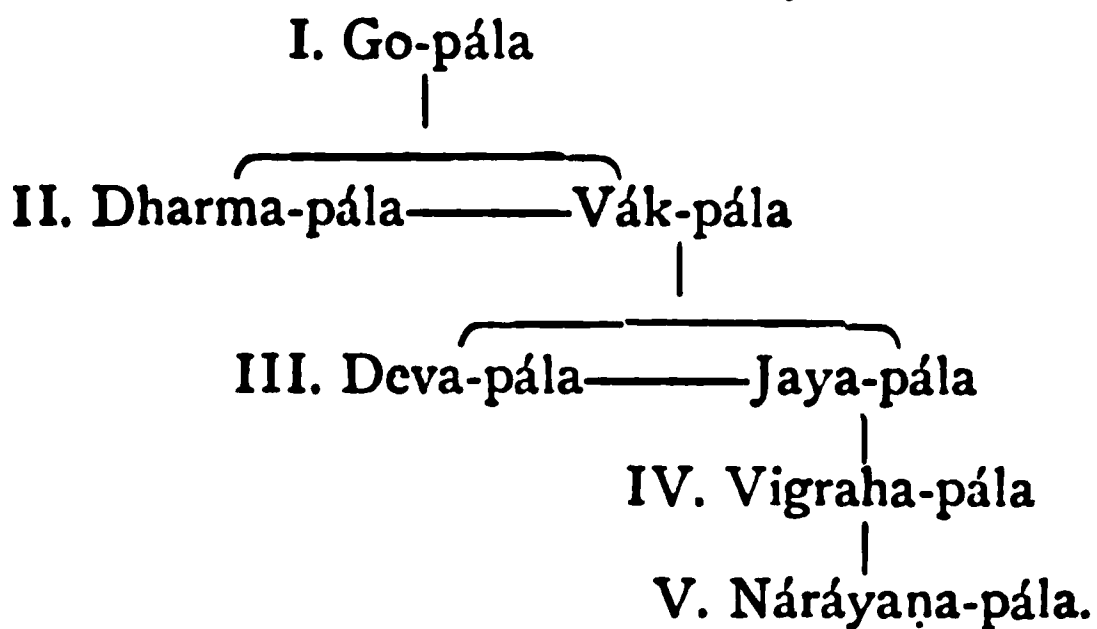 I. Go-pála
II. Dharma-pála Vák-pála
III. Deva-pála Jaya-pála
IV. Vigraha-pála
V. Náráyaṇa-pála.